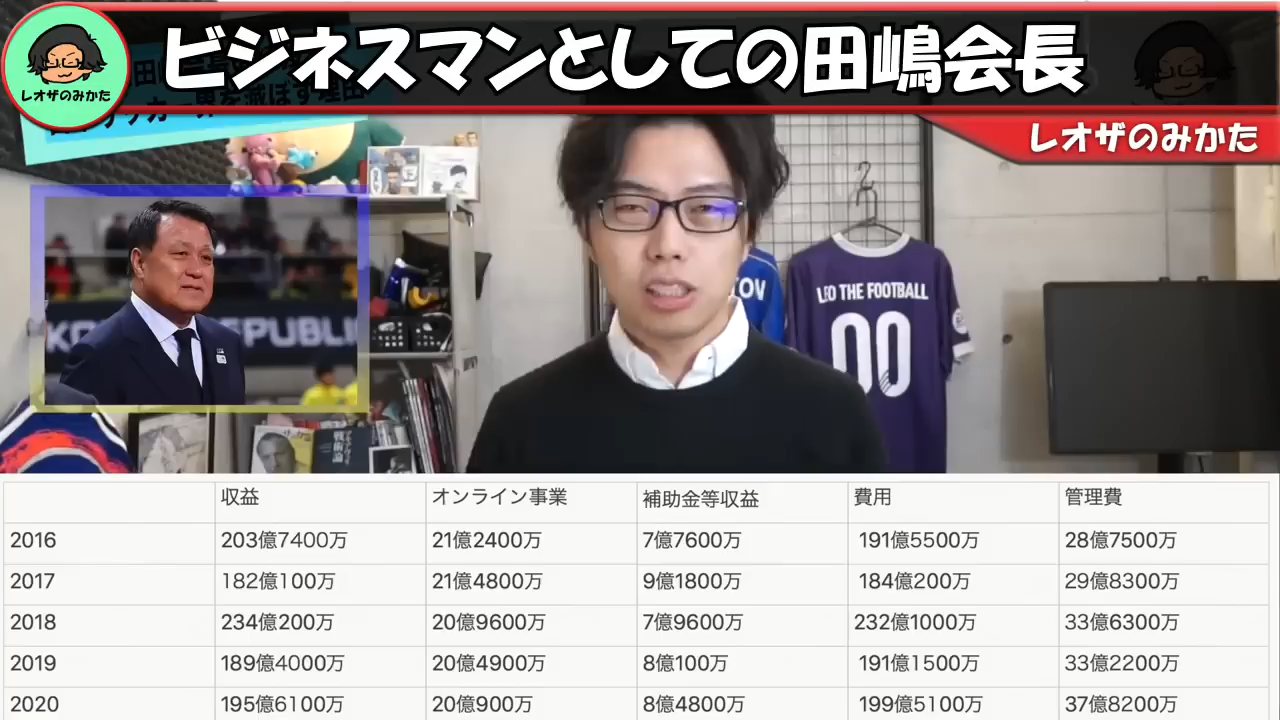 ビジネスマンとしての田嶋会長
レオザのみかた
レオザのみかた
LEO THE FOOTBALL
00
戦術論
収益 オンライン事業 補助金等収益 費用 管理費
2016 203億7400万 21億2400万 7億7600万 191億5500万 28億7500万
2017 182億100万 21億4800万 9億1800万 184億200万 29億8300万
2018 234億200万 20億9600万 7億9600万 232億1000万 33億6300万
2019 189億4000万 20億4900万 8億100万 191億1500万 33億2200万
2020 195億6100万 20億900万 8億4800万 199億5100万 37億8200万